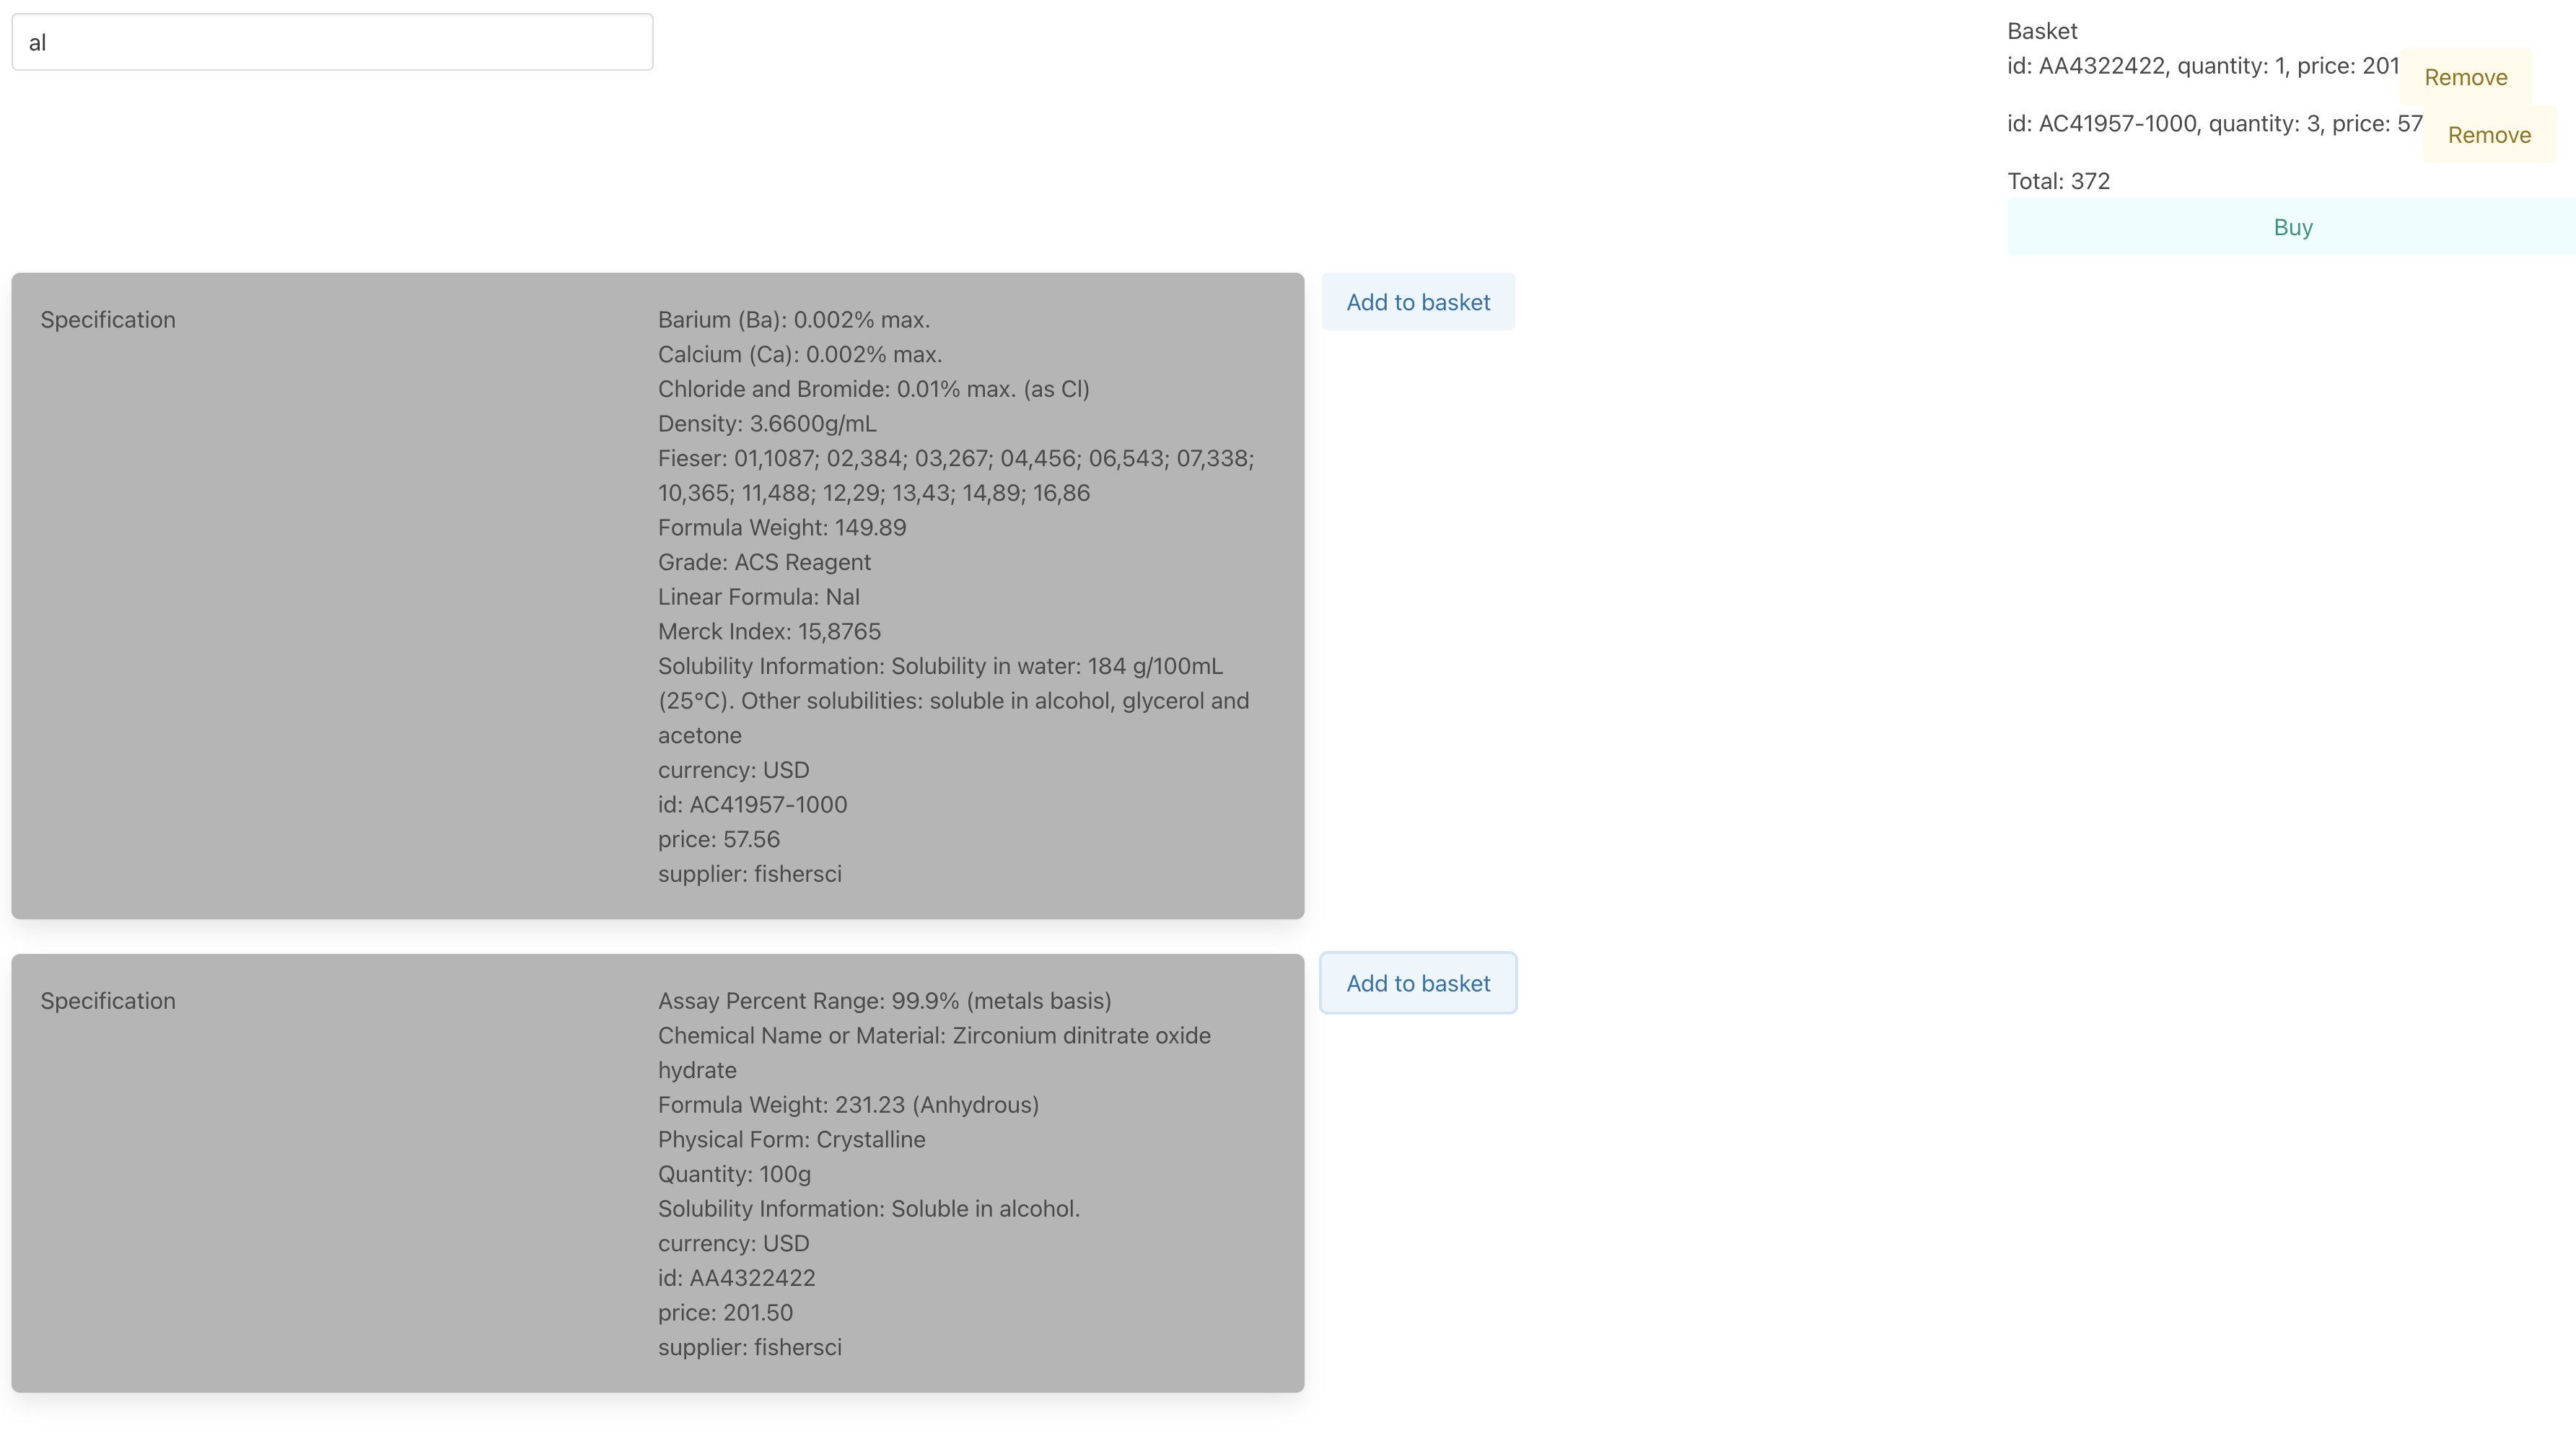 al
Basket
id: AA4322422, quantity: 1, price: 201
Remove
id: AC41957-1000, quantity: 3, price: 57
Remove
Total: 372
Buy
Specification
Barium (Ba): 0.002% max.
Calcium (Ca): 0.002% max.
Chloride and Bromide: 0.01% max. (as Cl)
Density: 3.6600g/mL
Fieser: 01,1087; 02,384; 03,267; 04,456; 06,543; 07,338;
10,365; 11,488; 12,29; 13,43; 14,89; 16,86
Formula Weight: 149.89
Grade: ACS Reagent
Linear Formula: NaI
Merck Index: 15,8765
Solubility Information: Solubility in water: 184 g/100mL
(25°C). Other solubilities: soluble in alcohol, glycerol and
acetone
currency: USD
id: AC41957-1000
price: 57.56
supplier: fishersci
Add to basket
Specification
Assay Percent Range: 99.9% (metals basis)
Chemical Name or Material: Zirconium dinitrate oxide
hydrate
Formula Weight: 231.23 (Anhydrous)
Physical Form: Crystalline
Quantity: 100g
Solubility Information: Soluble in alcohol.
currency: USD
id: AA4322422
price: 201.50
supplier: fishersci
Add to basket